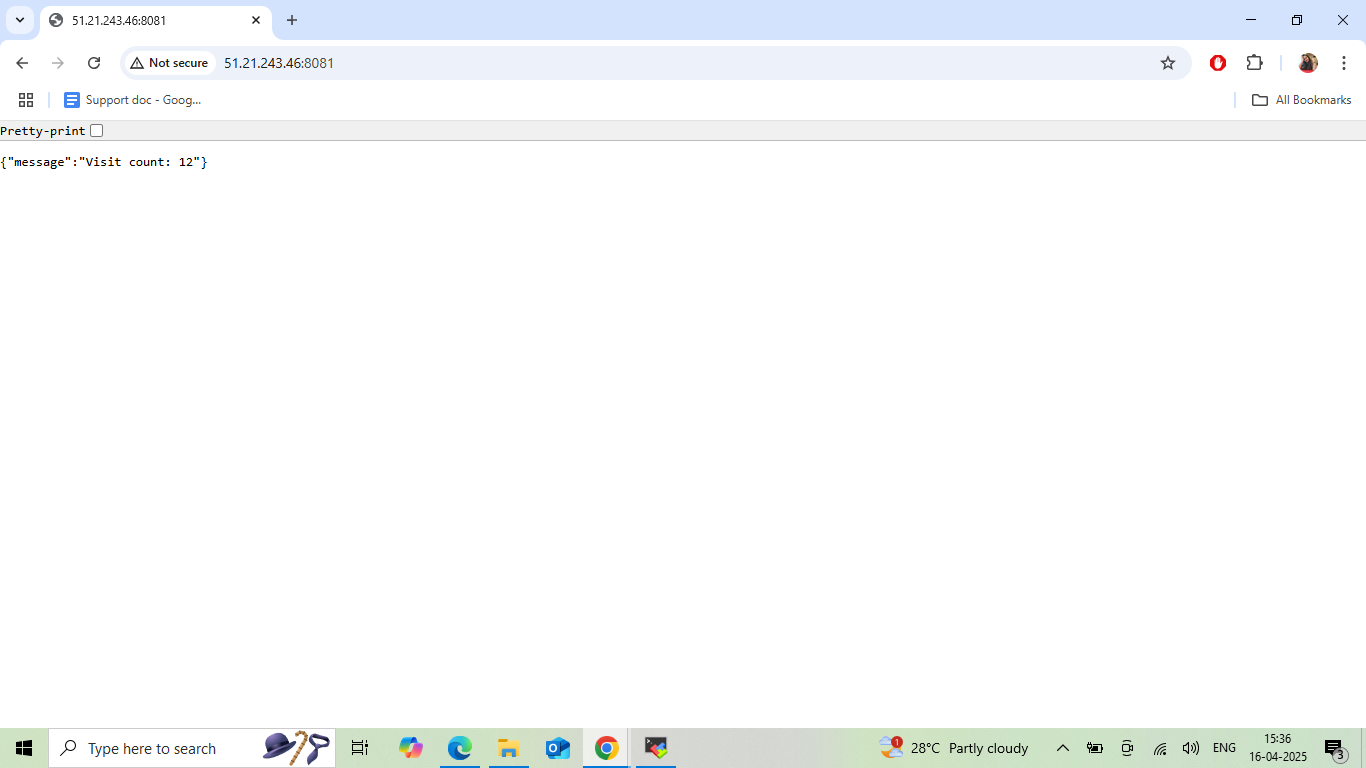 51.21.243.46:8081
Not secure 51.21.243.46:8081
Support doc - Goog... All Bookmarks
Pretty-print
{"message":"Visit count: 12"}
Type here to search 1 28°C Partly cloudy ENG 15:36
16-04-2025 3